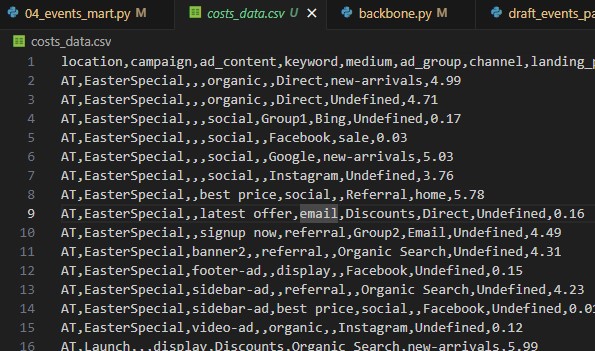 04_events_mart.py M costs_data.csv U backbone.py M draft_events_pa
costs_data.csv
1 location,campaign,ad_content,keyword,medium,ad_group,channel,landing_p
2 AT,EasterSpecial,,,organic,,Direct,new-arrivals,4.99
3 AT,EasterSpecial,,,organic,,Direct,Undefined,4.71
4 AT,EasterSpecial,,,social,Group1,Bing,Undefined,0.17
5 AT,EasterSpecial,,,social,,Facebook,sale,0.03
6 AT,EasterSpecial,,,social,,Google,new-arrivals,5.03
7 AT,EasterSpecial,,,social,,Instagram,Undefined,3.76
8 AT,EasterSpecial,,best price,social,,Referral,home,5.78
9 AT,EasterSpecial,,latest offer,email,Discounts,Direct,Undefined,0.16
10 AT,EasterSpecial,,signup now,referral,Group2,Email,Undefined,4.49
11 AT,EasterSpecial,banner2,,referral,,Organic Search,Undefined,4.31
12 AT,EasterSpecial,footer-ad,,display,,Facebook,Undefined,0.15
13 AT,EasterSpecial,sidebar-ad,,referral,,Organic Search,Undefined,4.23
14 AT,EasterSpecial,sidebar-ad,best price,social,,Facebook,Undefined,0.01
15 AT,EasterSpecial,video-ad,,organic,,Instagram,Undefined,0.12
16 AT,Launch,,,display,Discounts,Organic Search,new-arrivals,5.99